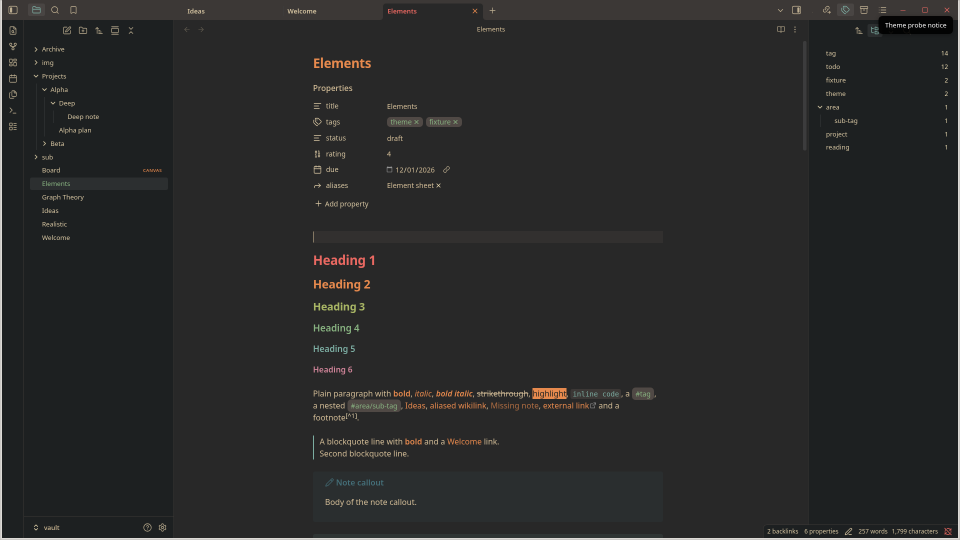 Ideas
Welcome
Elements
Theme probe notice
Elements
Archive
img
Projects
Alpha
Deep
Deep note
Alpha plan
Beta
sub
Board
CANVAS
Elements
Graph Theory
Ideas
Realistic
Welcome
vault
Elements
Properties
title Elements
tags theme × fixture ×
status draft
rating 4
due 12/01/2026
aliases Element sheet ×
+ Add property
Heading 1
Heading 2
Heading 3
Heading 4
Heading 5
Heading 6
Plain paragraph with bold, italic, bold italic, strikethrough, highlight, inline code, a #tag,
a nested #area/sub-tag, Ideas, aliased wikilink, Missing note, external link and a
footnote[^1].
A blockquote line with bold and a Welcome link.
Second blockquote line.
Note callout
Body of the note callout.
tag 14
todo 12
fixture 2
theme 2
area 1
sub-tag 1
project 1
reading 1
2 backlinks 6 properties 257 words 1,799 characters